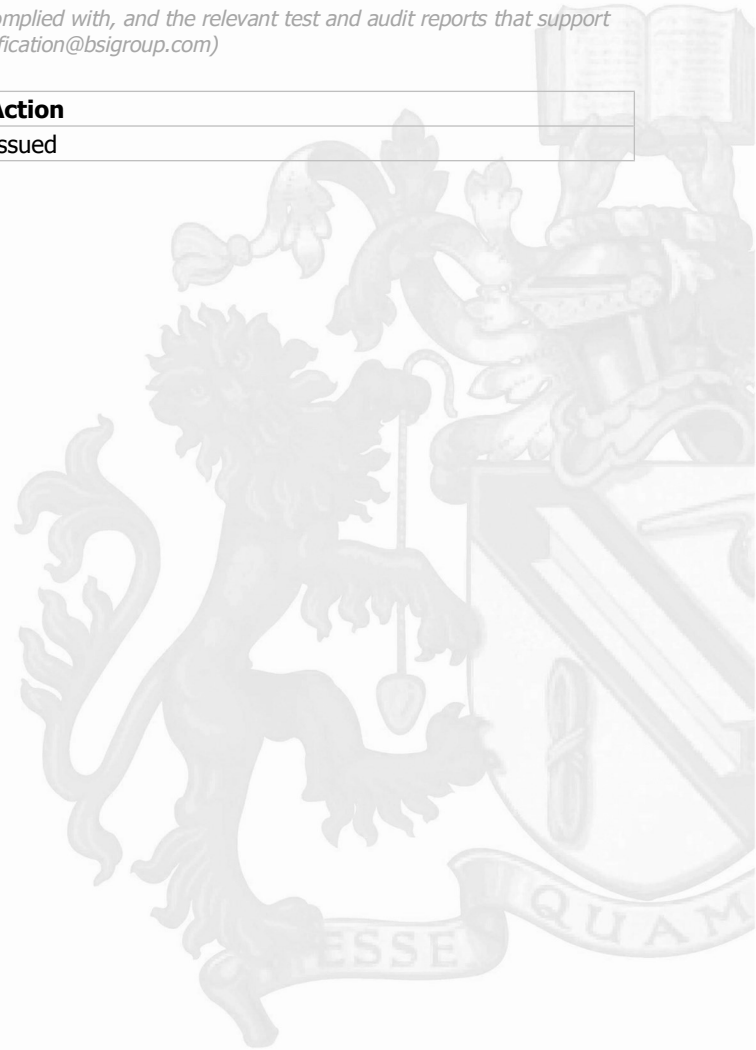 omplied with, and the relevant test and audit reports that support
fication@bsigroup.com)
Action
ssued
ESSE QUAM